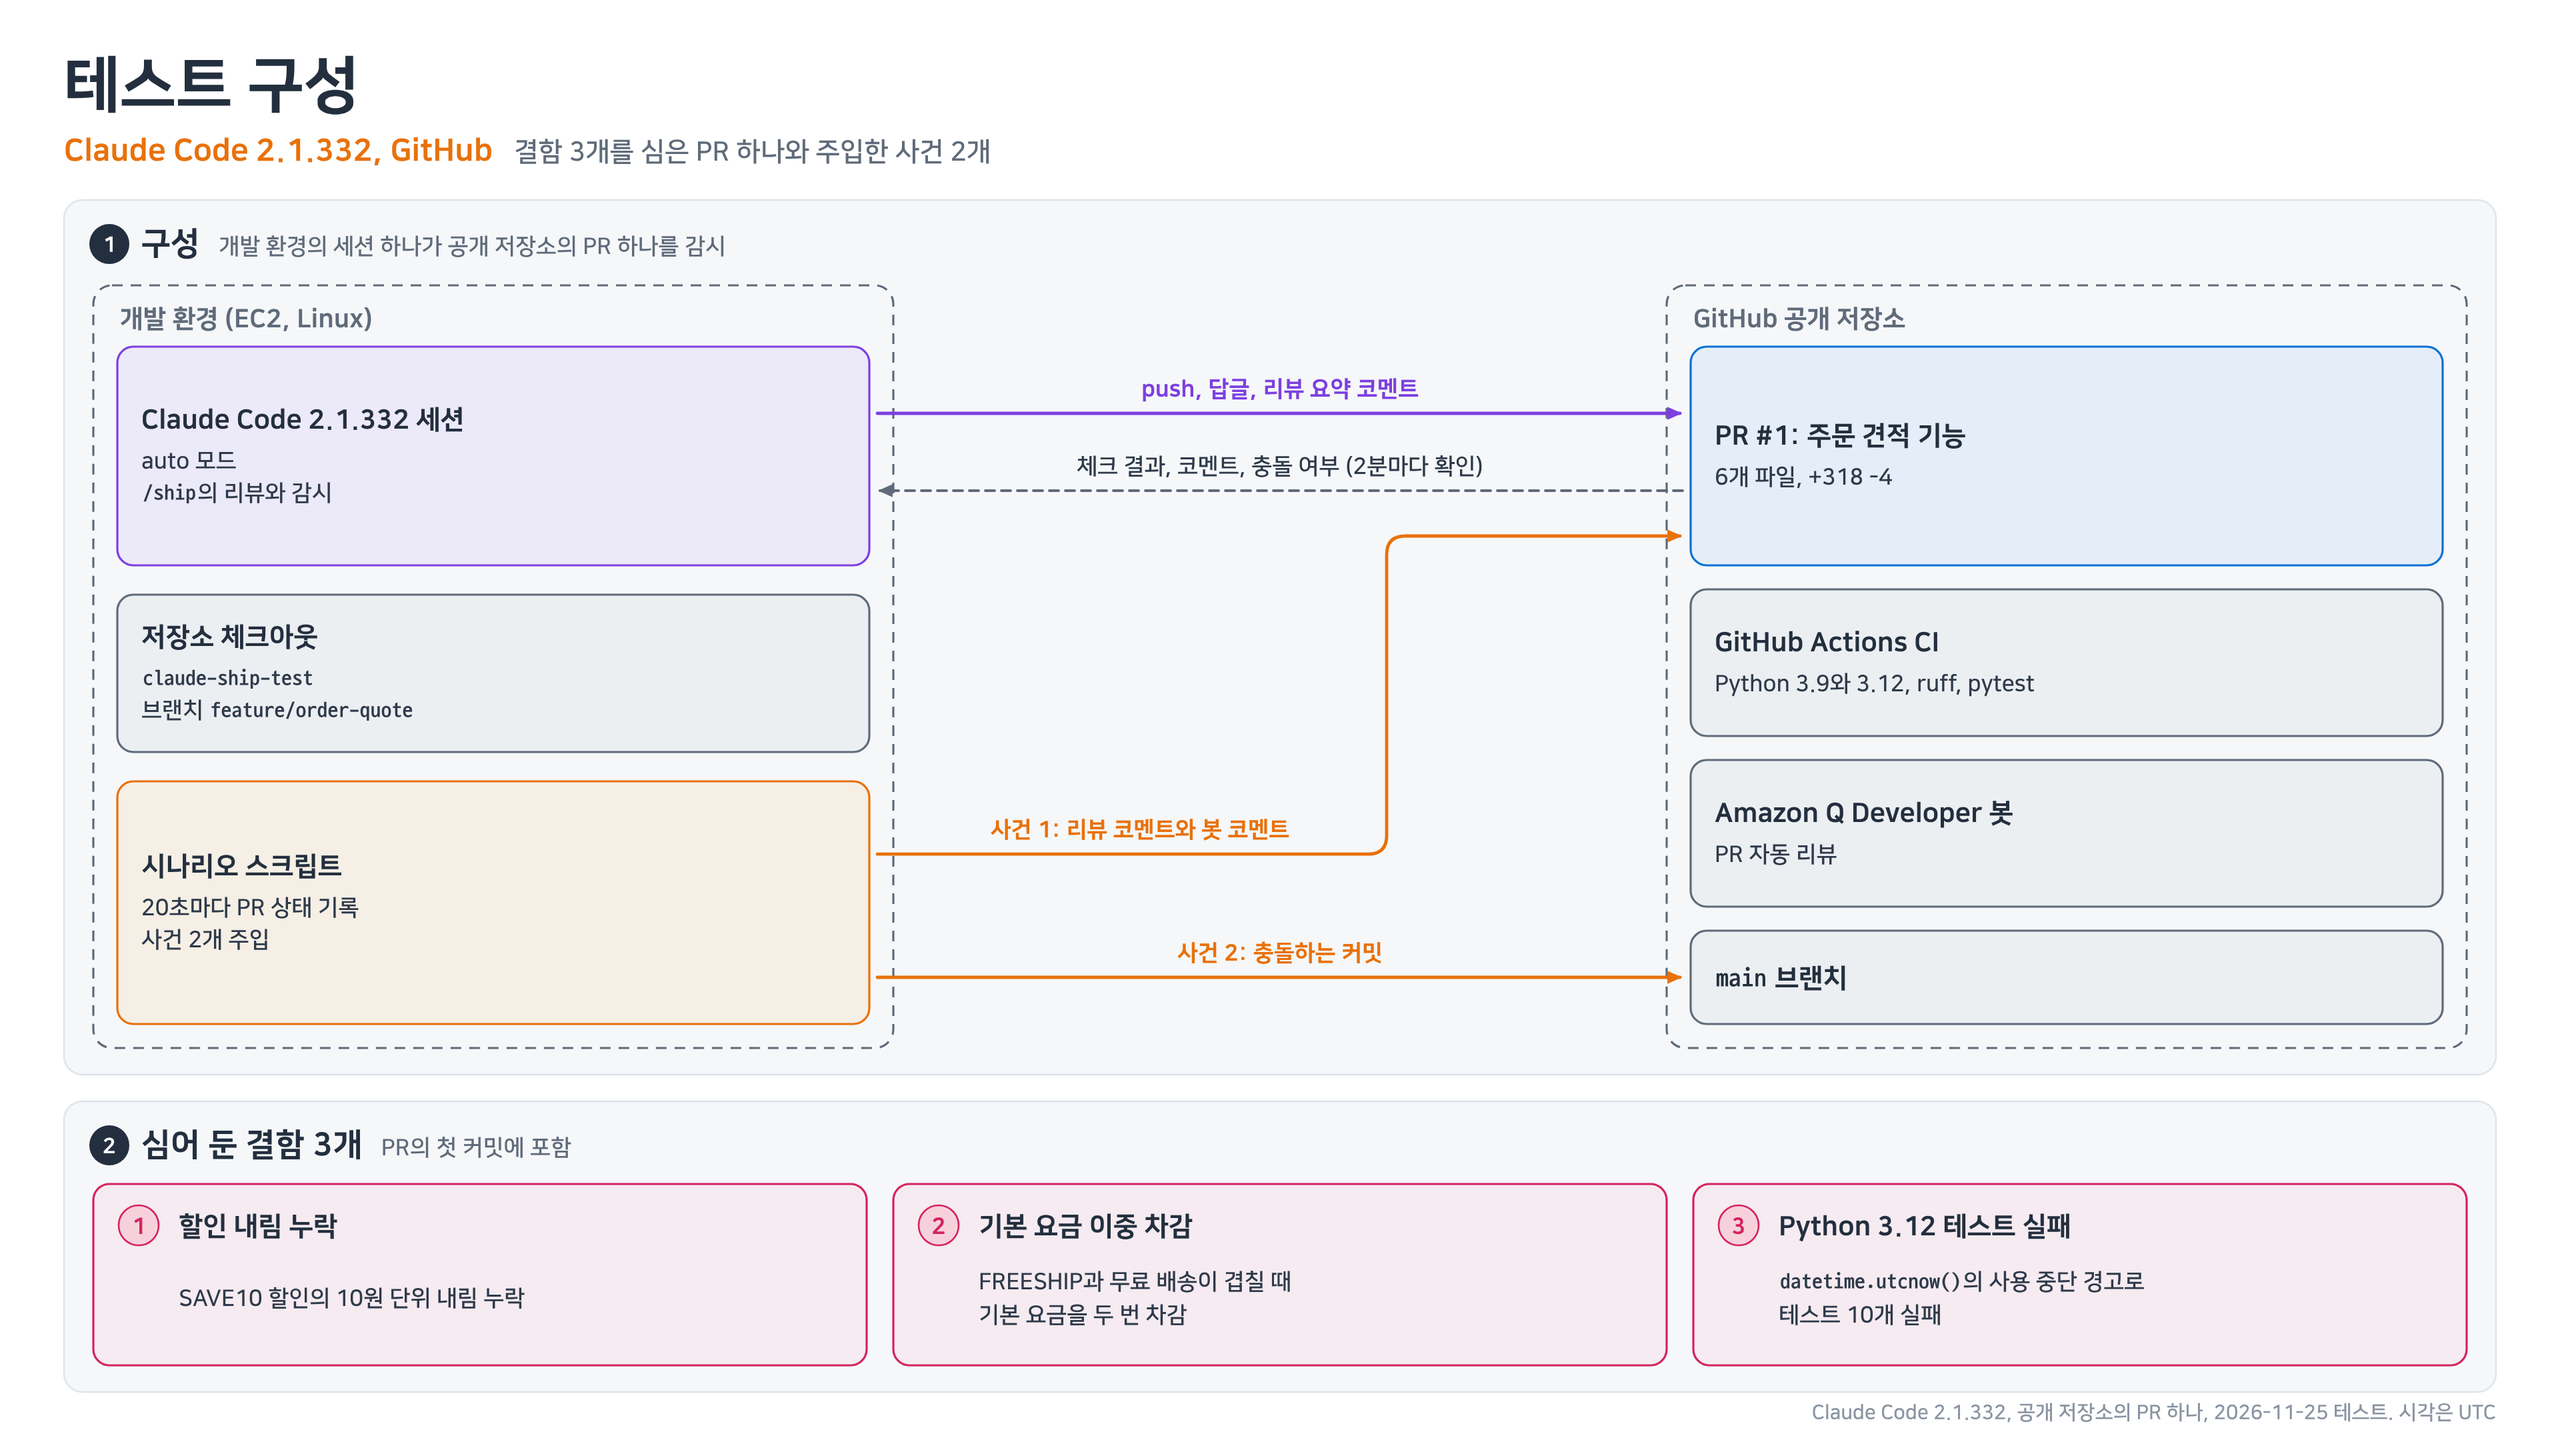 테스트 구성
Claude Code 2.1.332, GitHub 결함 3개를 심은 PR 하나와 주입한 사건 2개
1 구성 개발 환경의 세션 하나가 공개 저장소의 PR 하나를 감시
개발 환경 (EC2, Linux)
Claude Code 2.1.332 세션
auto 모드
/ship의 리뷰와 감시
저장소 체크아웃
claude-ship-test
브랜치 feature/order-quote
시나리오 스크립트
20초마다 PR 상태 기록
사건 2개 주입
push, 답글, 리뷰 요약 코멘트
체크 결과, 코멘트, 충돌 여부 (2분마다 확인)
사건 1: 리뷰 코멘트와 봇 코멘트
사건 2: 충돌하는 커밋
GitHub 공개 저장소
PR #1: 주문 견적 기능
6개 파일, +318 -4
GitHub Actions CI
Python 3.9와 3.12, ruff, pytest
Amazon Q Developer 봇
PR 자동 리뷰
main 브랜치
2 심어 둔 결함 3개 PR의 첫 커밋에 포함
1 할인 내림 누락
SAVE10 할인의 10원 단위 내림 누락
2 기본 요금 이중 차감
FREESHIP과 무료 배송이 겹칠 때
기본 요금을 두 번 차감
3 Python 3.12 테스트 실패
datetime.utcnow()의 사용 중단 경고로
테스트 10개 실패
Claude Code 2.1.332, 공개 저장소의 PR 하나, 2026-11-25 테스트. 시각은 UTC